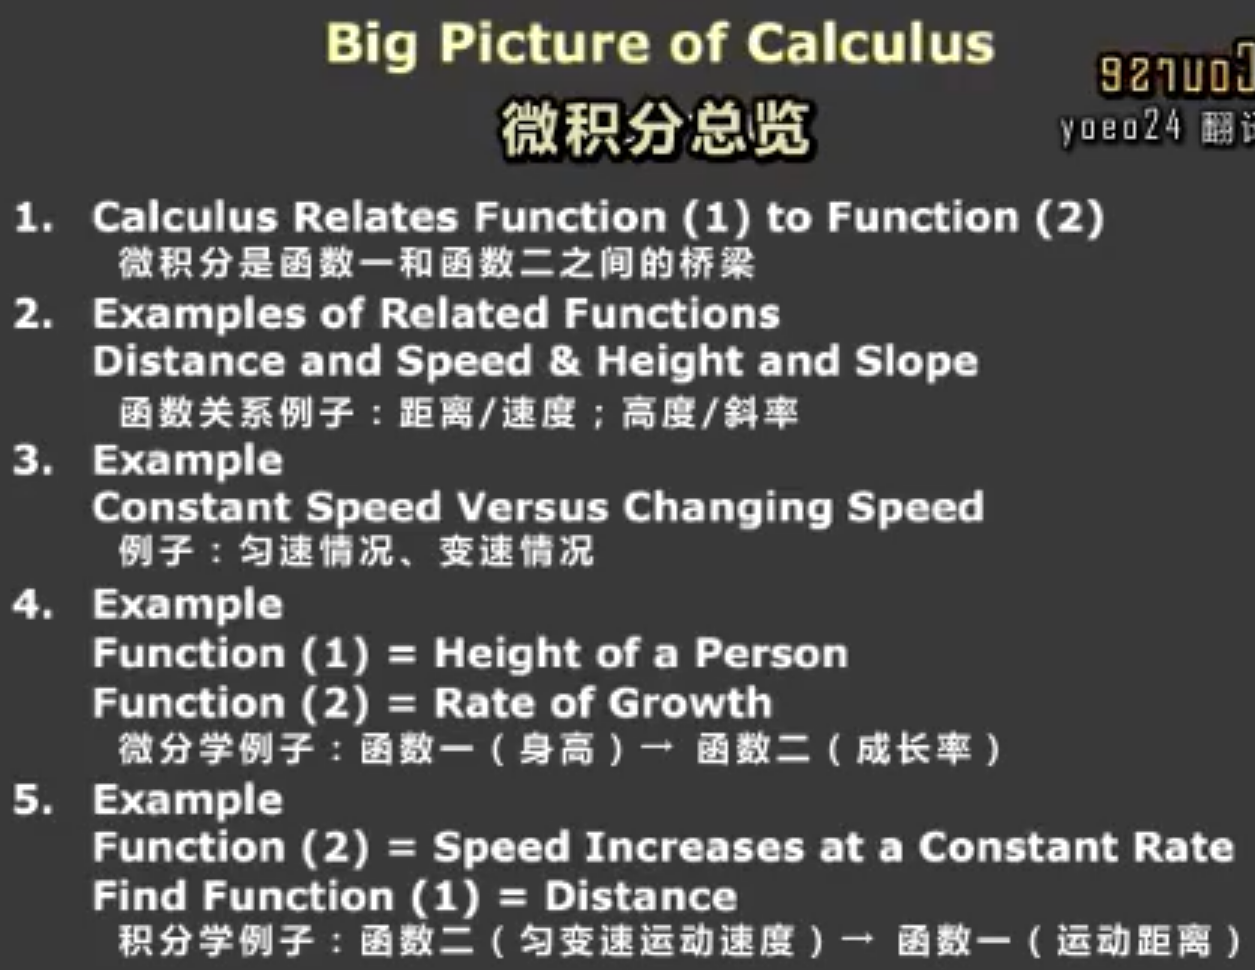 Big Picture of Calculus
微积分总览
yoeo24 翻
1. Calculus Relates Function (1) to Function (2)
微积分是函数一和函数二之间的桥梁
2. Examples of Related Functions
Distance and Speed & Height and Slope
函数关系例子：距离/速度；高度/斜率
3. Example
Constant Speed Versus Changing Speed
例子：匀速情况、变速情况
4. Example
Function (1) = Height of a Person
Function (2) = Rate of Growth
微分学例子：函数一（身高）→ 函数二（成长率）
5. Example
Function (2) = Speed Increases at a Constant Rate
Find Function (1) = Distance
积分学例子：函数二（匀变速运动速度）→ 函数一（运动距离）